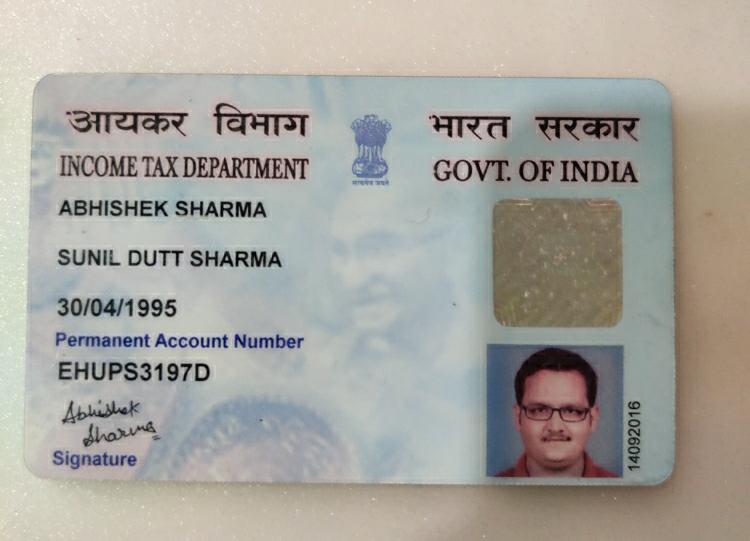 आयकर विभाग
भारत सरकार
INCOME TAX DEPARTMENT
GOVT. OF INDIA
सत्यमेव जयते
ABHISHEK SHARMA
SUNIL DUTT SHARMA
30/04/1995
Permanent Account Number
EHUPS3197D
Abhishek
Sharma
Signature
14092016